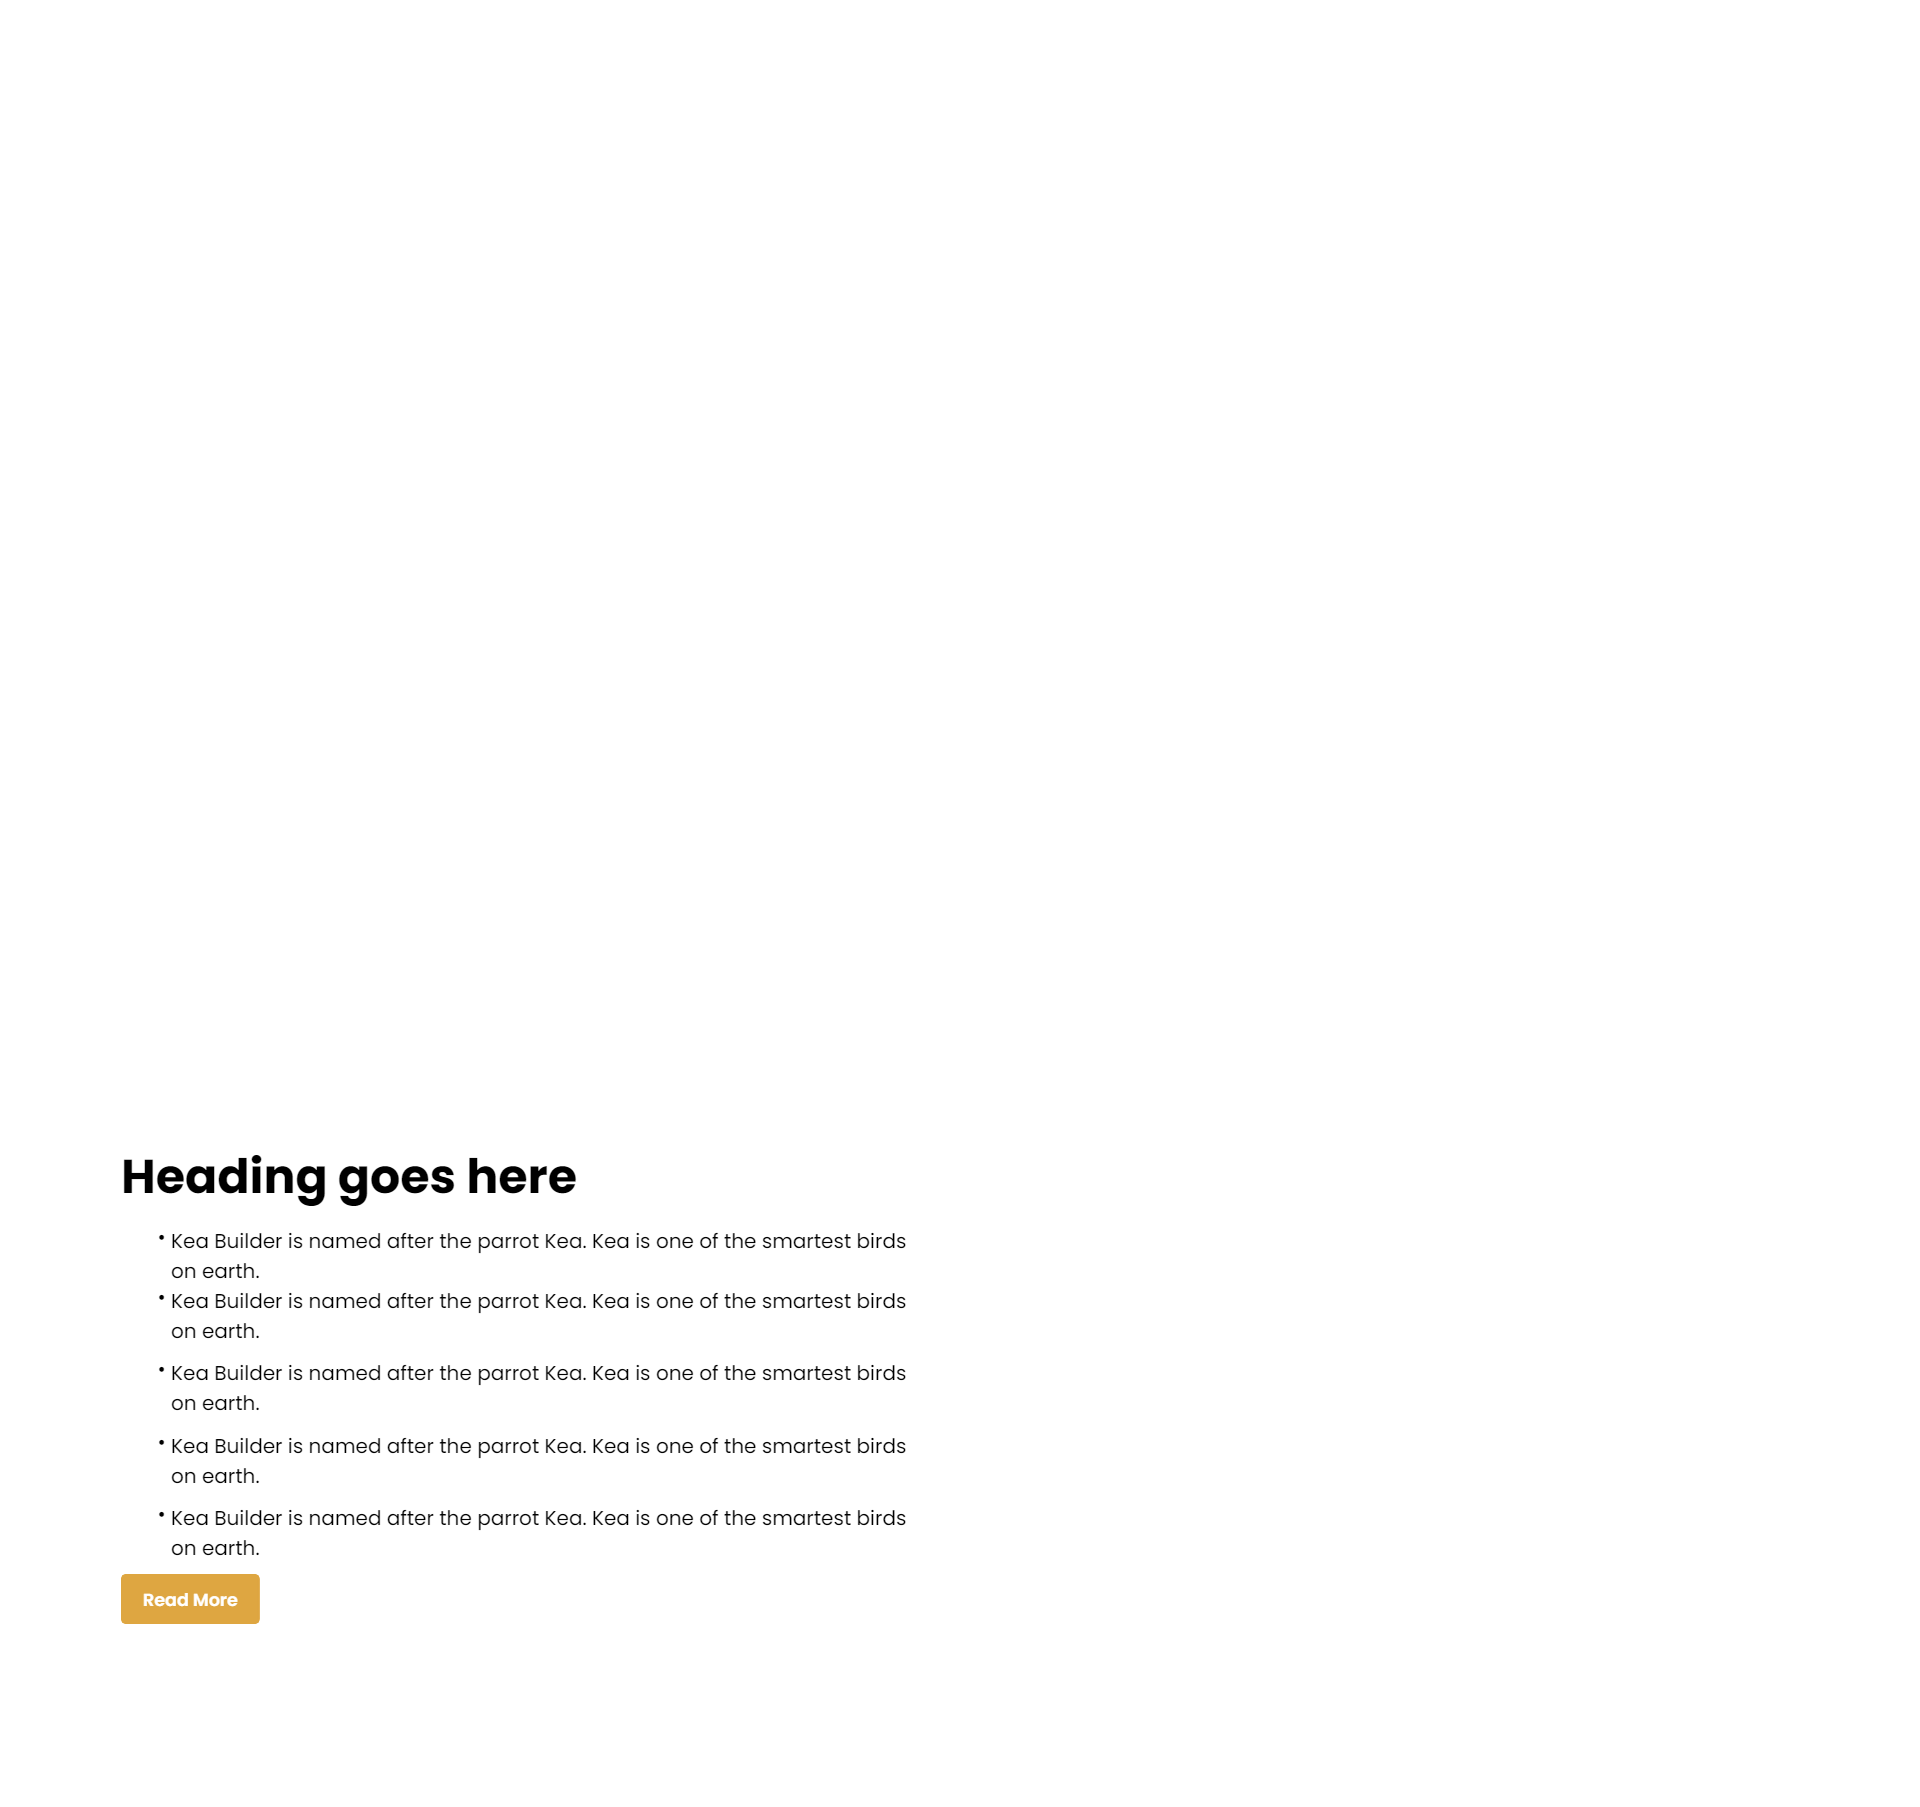 Heading goes here
• Kea Builder is named after the parrot Kea. Kea is one of the smartest birds
on earth.
• Kea Builder is named after the parrot Kea. Kea is one of the smartest birds
on earth.
• Kea Builder is named after the parrot Kea. Kea is one of the smartest birds
on earth.
• Kea Builder is named after the parrot Kea. Kea is one of the smartest birds
on earth.
• Kea Builder is named after the parrot Kea. Kea is one of the smartest birds
on earth.
Read More